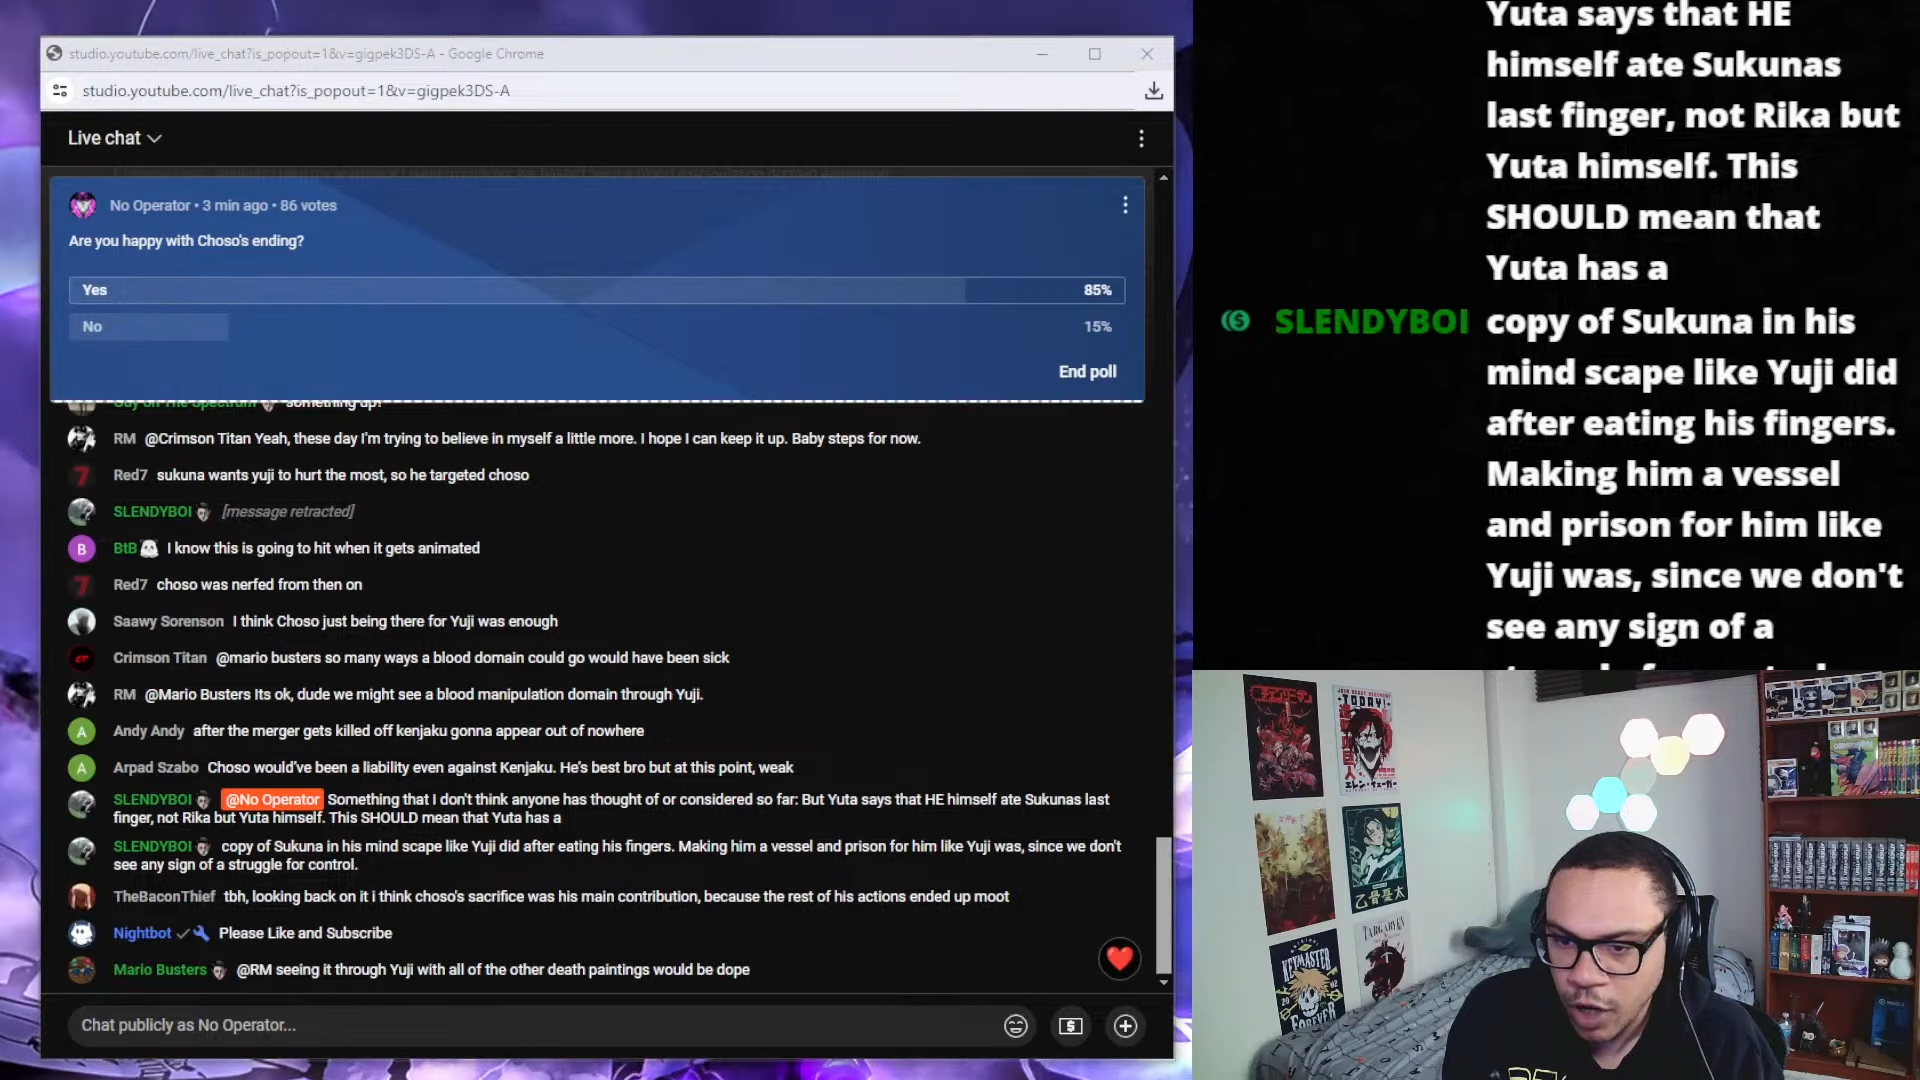 studio.youtube.com/live_chat?is_popout=1&v=gigpek3DS-A - Google Chrome
studio.youtube.com/live_chat?is_popout=1&v=gigpek3DS-A
Live chat
No Operator • 3 min ago • 86 votes
Are you happy with Choso's ending?
Yes 85%
No 15%
End poll
Guy on The Spectrum something up!
RM @Crimson Titan Yeah, these day I'm trying to believe in myself a little more. I hope I can keep it up. Baby steps for now.
Red7 sukuna wants yuji to hurt the most, so he targeted choso
SLENDYBOI [message retracted]
B BtB I know this is going to hit when it gets animated
Red7 choso was nerfed from then on
Saawy Sorenson I think Choso just being there for Yuji was enough
Crimson Titan @mario busters so many ways a blood domain could go would have been sick
RM @Mario Busters Its ok, dude we might see a blood manipulation domain through Yuji.
A Andy Andy after the merger gets killed off kenjaku gonna appear out of nowhere
A Arpad Szabo Choso would've been a liability even against Kenjaku. He's best bro but at this point, weak
SLENDYBOI @No Operator Something that I don't think anyone has thought of or considered so far: But Yuta says that HE himself ate Sukunas last
finger, not Rika but Yuta himself. This SHOULD mean that Yuta has a
SLENDYBOI copy of Sukuna in his mind scape like Yuji did after eating his fingers. Making him a vessel and prison for him like Yuji was, since we don't
see any sign of a struggle for control.
TheBaconThief tbh, looking back on it i think choso's sacrifice was his main contribution, because the rest of his actions ended up moot
Nightbot Please Like and Subscribe
Mario Busters @RM seeing it through Yuji with all of the other death paintings would be dope
Chat publicly as No Operator...
Yuta says that HE
himself ate Sukunas
last finger, not Rika but
Yuta himself. This
SHOULD mean that
Yuta has a
SLENDYBOI copy of Sukuna in his
mind scape like Yuji did
after eating his fingers.
Making him a vessel
and prison for him like
Yuji was, since we don't
see any sign of a
TODAY!
乙骨憂太
KEYMASTER
20 02
FOREVER
TARGARYEN